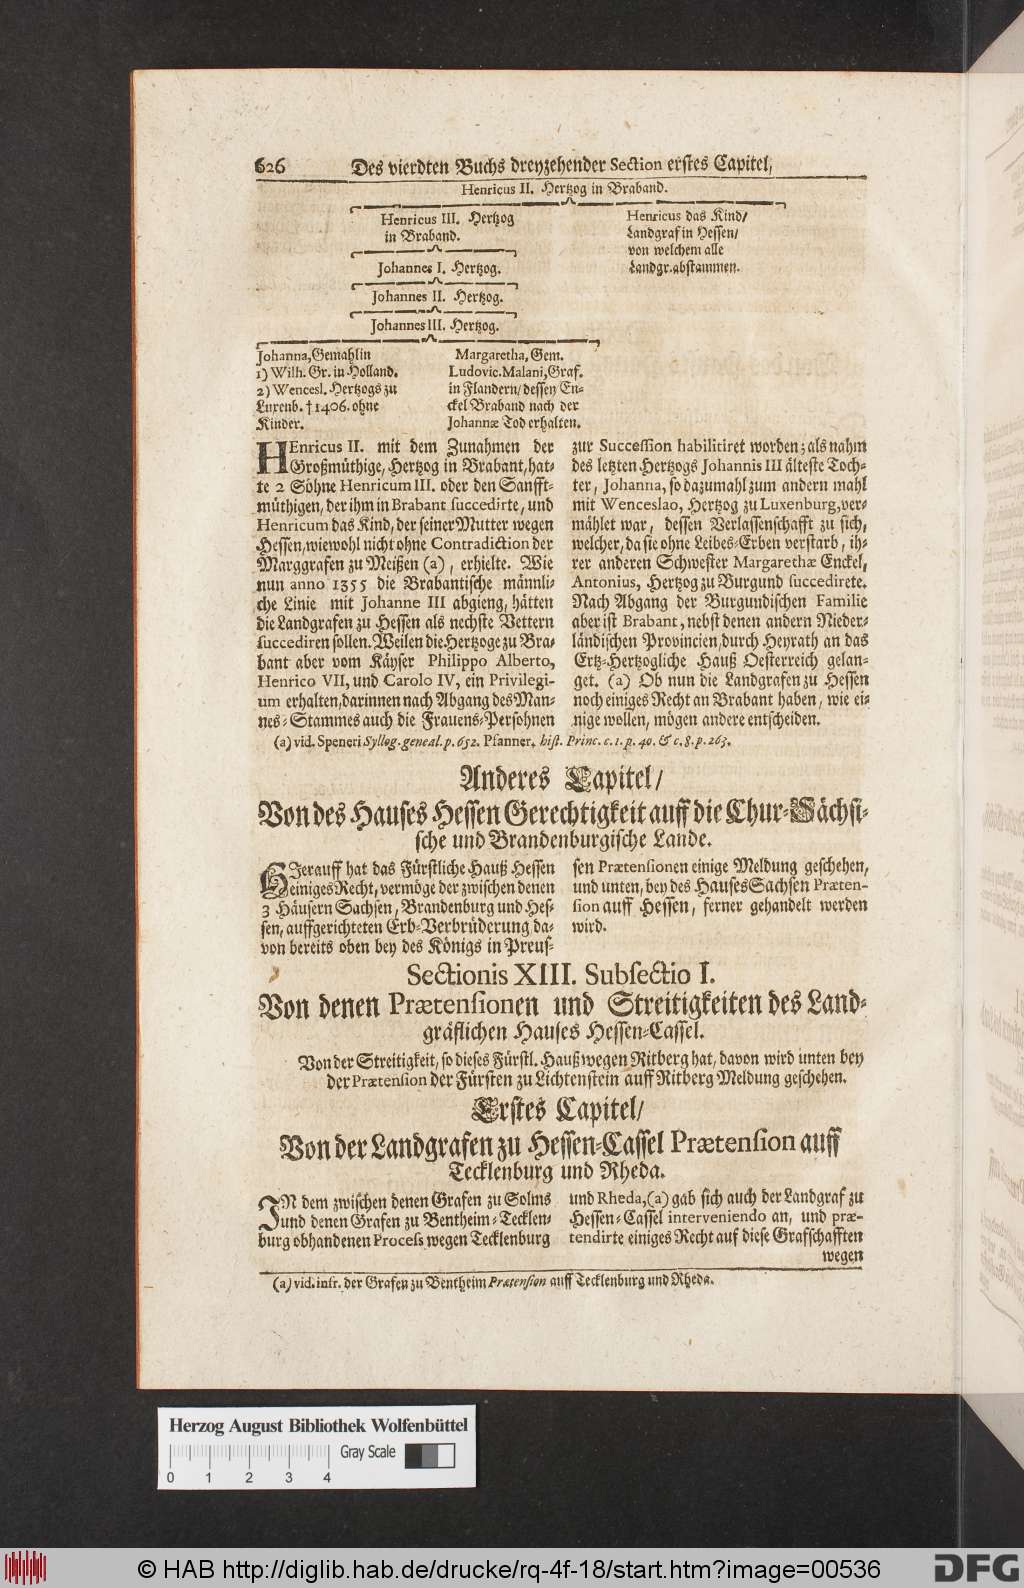 626 Des vierdten Buchs dreyzehender Section erstes Capitel,
Henricus II. Hertzog in Braband.
Henricus III. Hertzog
in Braband.
Henricus das Kind/
Landgraf in Hessen/
von welchem alle
Landgr. abstammen.
Johannes I. Hertzog.
Johannes II. Hertzog.
Johannes III. Hertzog.
Johanna, Gemahlin
1) Wilh. Gr. in Holland.
2) Wencesl. Hertzogs zu
Luxenb. † 1406. ohne
Kinder.
Margaretha, Gem.
Ludovic. Malani, Graf.
in Flandern/ dessen En-
ckel Braband nach der
Johannæ Tod erhalten.
HEnricus II. mit dem Zunahmen der
Großmüthige, Hertzog in Brabant, hat-
te 2 Söhne Henricum III. oder den Sanfft-
müthigen, der ihm in Brabant succedirte, und
Henricum das Kind, der seiner Mutter wegen
Hessen, wiewohl nicht ohne Contradiction der
Marggrafen zu Meißen (a), erhielte. Wie
nun anno 1355 die Brabantische männli-
che Linie mit Johanne III abgieng, hätten
die Landgrafen zu Hessen als nechste Vettern
succediren sollen. Weilen die Hertzoge zu Bra-
bant aber vom Käyser Philippo Alberto,
Henrico VII, und Carolo IV, ein Privilegi-
um erhalten, darinnen nach Abgang des Man-
nes-Stammes auch die Frauens-Persohnen
zur Succession habilitiret worden; als nahm
des letzten Hertzogs Johannis III älteste Toch-
ter, Johanna, so dazumahl zum andern mahl
mit Wenceslao, Hertzog zu Luxenburg, ver-
mählet war, dessen Verlassenschafft zu sich,
welcher, da sie ohne Leibes-Erben verstarb, ih-
rer anderen Schwester Margarethæ Enckel,
Antonius, Hertzog zu Burgund succedirete.
Nach Abgang der Burgundischen Familie
aber ist Brabant, nebst denen andern Nieder-
ländischen Provincien, durch Heyrath an das
Ertz-Hertzogliche Hauß Oesterreich gelan-
get. (a) Ob nun die Landgrafen zu Hessen
noch einiges Recht an Brabant haben, wie ei-
nige wollen, mögen andere entscheiden.
(a) vid. Speneri Syllog. geneal. p. 652. Pfanner. hist. Princ. c. 1. p. 40. & c. 8. p. 263.
Anderes Capitel/
Von des Hauses Hessen Gerechtigkeit auff die Chur-Sächsi-
sche und Brandenburgische Lande.
HIerauff hat das Fürstliche Hauß Hessen
einiges Recht, vermöge der zwischen denen
3 Häusern Sachsen, Brandenburg und Hes-
sen, auffgerichteten Erb-Verbrüderung, da-
von bereits oben bey des Königs in Preus-
sen Prætensionen einige Meldung geschehen,
und unten, bey des Hauses Sachsen Præten-
sion auff Hessen, ferner gehandelt werden
wird.
Sectionis XIII. Subsectio I.
Von denen Prætensionen und Streitigkeiten des Land-
gräflichen Hauses Hessen-Cassel.
Von der Streitigkeit, so dieses Fürstl. Hauß wegen Ritberg hat, davon wird unten bey
der Prætension der Fürsten zu Lichtenstein auff Ritberg Meldung geschehen.
Erstes Capitel/
Von der Landgrafen zu Hessen-Cassel Prætension auff
Tecklenburg und Rheda.
IN dem zwischen denen Grafen zu Solms
und denen Grafen zu Bentheim-Tecklen-
burg obhandenen Process, wegen Tecklenburg
und Rheda, (a) gab sich auch der Landgraf zu
Hessen-Cassel interveniendo an, und præ-
tendirte einiges Recht auf diese Grafschafften
wegen
(a) vid. infr. der Grafen zu Bentheim Prætension auff Tecklenburg und Rheda.
Herzog August Bibliothek Wolfenbüttel
Gray Scale
0 1 2 3 4
© HAB http://diglib.hab.de/drucke/rq-4f-18/start.htm?image=00536
DFG